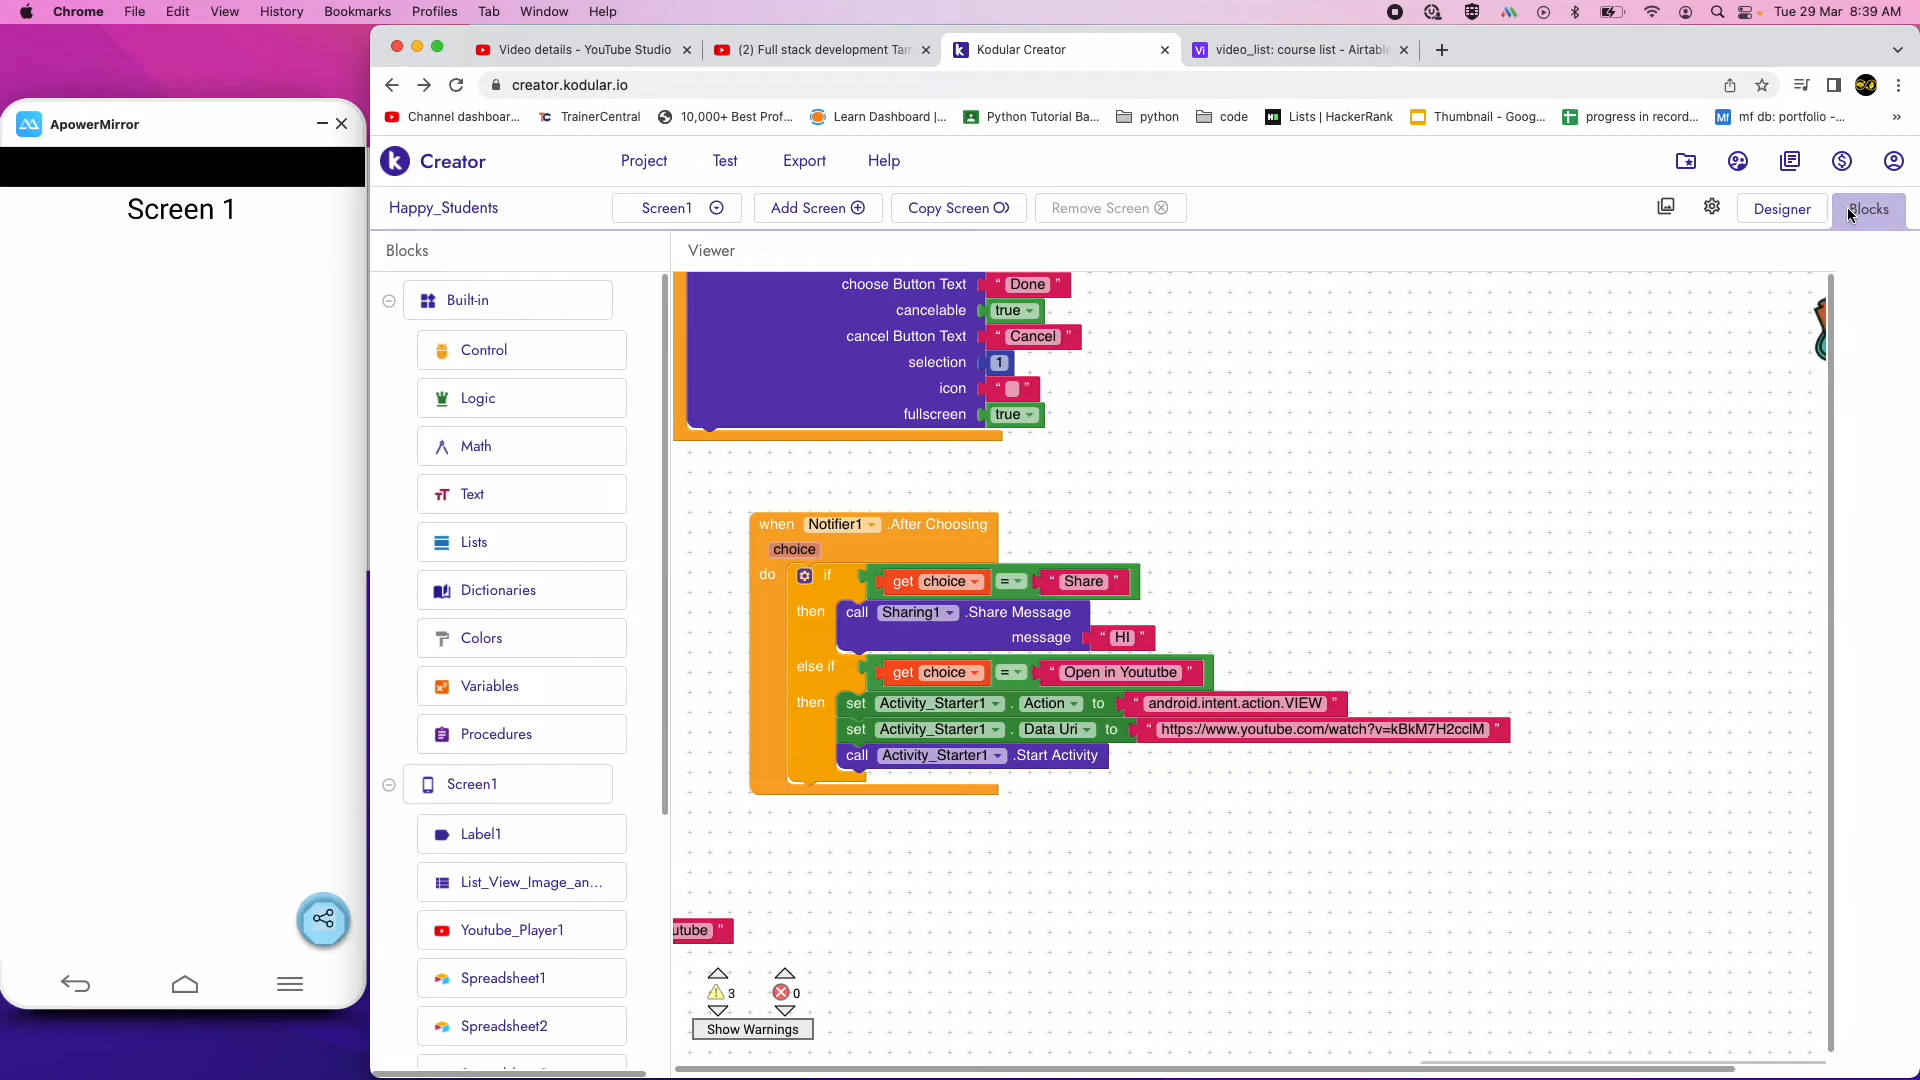 Chrome File Edit View History Bookmarks Profiles Tab Window Help
Tue 29 Mar 8:39 AM
Video details - YouTube Studio
(2) Full stack development Tam
Kodular Creator
Vi video_list: course list - Airtable
creator.kodular.io
Channel dashboar...
TC TrainerCentral
10,000+ Best Prof...
Learn Dashboard |...
Python Tutorial Ba...
python
code
Lists | HackerRank
Thumbnail - Goog...
progress in record...
Mf mf db: portfolio -...
ApowerMirror
Screen 1
k Creator
Project
Test
Export
Help
Happy_Students
Screen1
Add Screen
Copy Screen
Remove Screen
Designer
Blocks
Blocks
Viewer
Built-in
Control
Logic
Math
Text
Lists
Dictionaries
Colors
Variables
Procedures
Screen1
Label1
List_View_Image_an...
Youtube_Player1
Spreadsheet1
Spreadsheet2
choose Button Text " Done "
cancelable true
cancel Button Text " Cancel "
selection 1
icon " "
fullscreen true
when Notifier1 .After Choosing
choice
do if get choice = " Share "
then call Sharing1 .Share Message
message " HI "
else if get choice = " Open in Yoututbe "
then set Activity_Starter1 . Action to " android.intent.action.VIEW "
set Activity_Starter1 . Data Uri to " https://www.youtube.com/watch?v=kBkM7H2cclM "
call Activity_Starter1 .Start Activity
utube "
3
0
Show Warnings